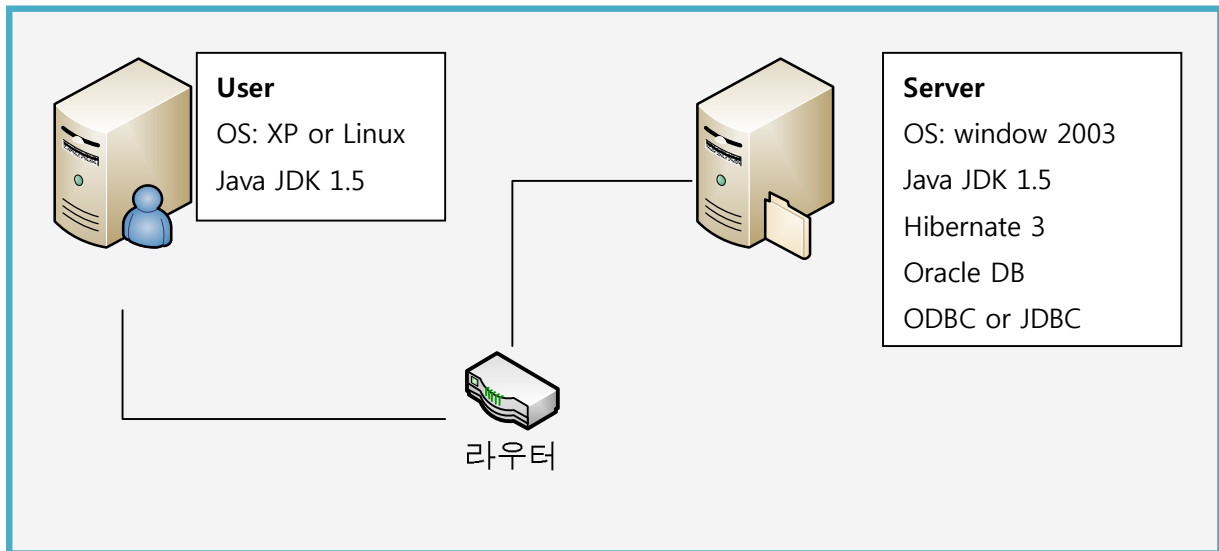 User
OS: XP or Linux
Java JDK 1.5
Server
OS: window 2003
Java JDK 1.5
Hibernate 3
Oracle DB
ODBC or JDBC
라우터